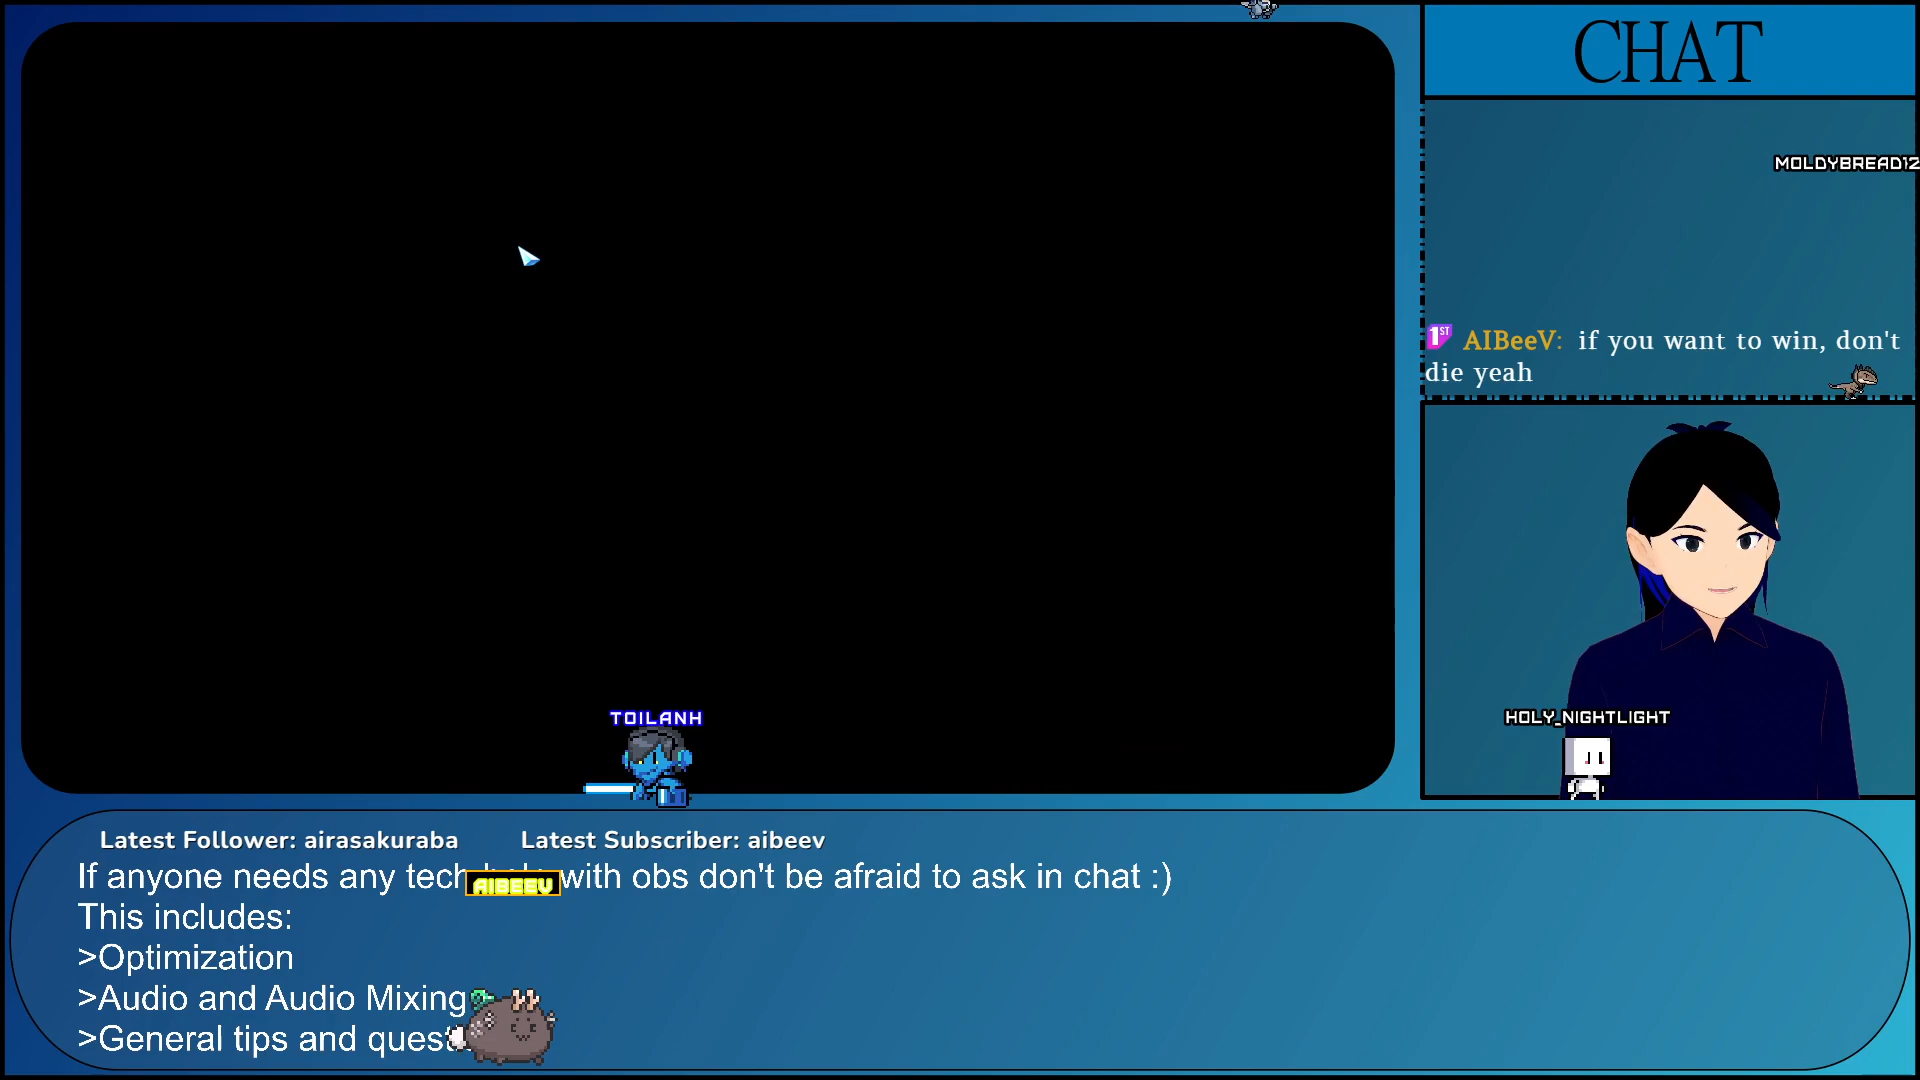 CHAT
MOLDYBREAD12
1ST AIBeeV: if you want to win, don't
die yeah
TOILANH
HOLY_NIGHTLIGHT
Latest Follower: airasakuraba Latest Subscriber: aibeev
If anyone needs any tech with obs don't be afraid to ask in chat :)
AIBEEV
This includes:
>Optimization
>Audio and Audio Mixing
>General tips and quest